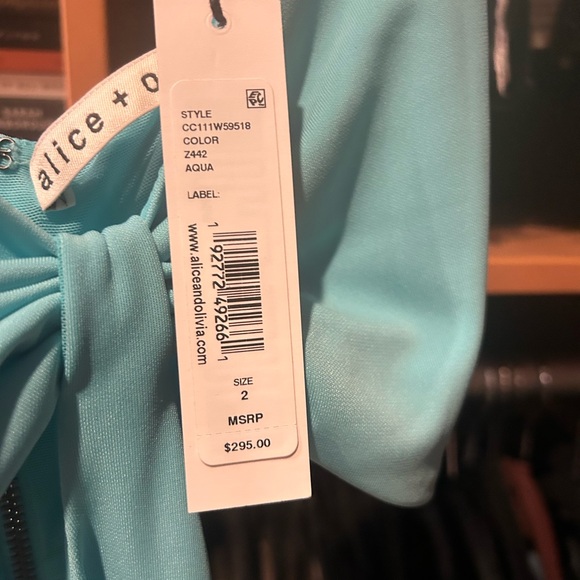 alice + o
EPC
STYLE
CC111W59518
COLOR
Z442
AQUA
LABEL:
www.aliceandolivia.com
1 92772 49266 1
SIZE
2
MSRP
$295.00